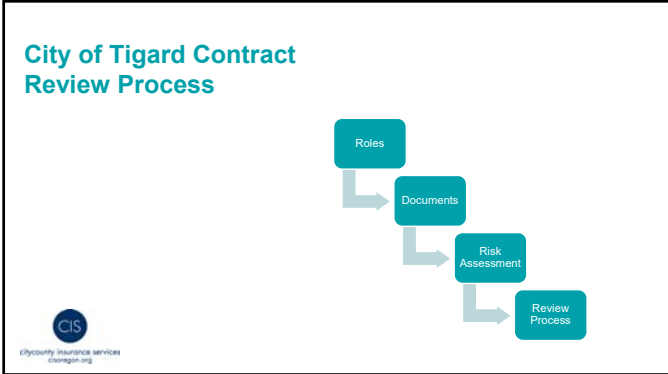 City of Tigard Contract
Review Process
Roles
Documents
Risk
Assessment
Review
Process
CIS
citycounty insurance services
cisoregon.org